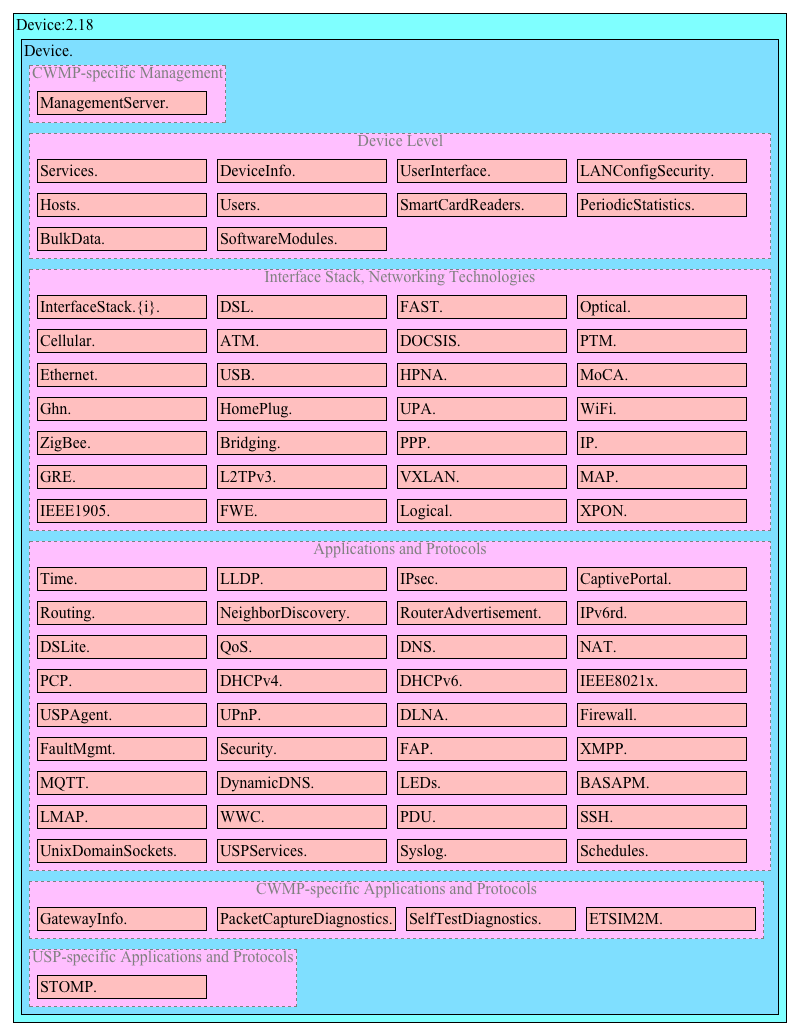 Device:2.18
Device.
CWMP-specific Management
ManagementServer.
Device Level
Services. DeviceInfo. UserInterface. LANConfigSecurity.
Hosts. Users. SmartCardReaders. PeriodicStatistics.
BulkData. SoftwareModules.
Interface Stack, Networking Technologies
InterfaceStack.{i}. DSL. FAST. Optical.
Cellular. ATM. DOCSIS. PTM.
Ethernet. USB. HPNA. MoCA.
Ghn. HomePlug. UPA. WiFi.
ZigBee. Bridging. PPP. IP.
GRE. L2TPv3. VXLAN. MAP.
IEEE1905. FWE. Logical. XPON.
Applications and Protocols
Time. LLDP. IPsec. CaptivePortal.
Routing. NeighborDiscovery. RouterAdvertisement. IPv6rd.
DSLite. QoS. DNS. NAT.
PCP. DHCPv4. DHCPv6. IEEE8021x.
USPAgent. UPnP. DLNA. Firewall.
FaultMgmt. Security. FAP. XMPP.
MQTT. DynamicDNS. LEDs. BASAPM.
LMAP. WWC. PDU. SSH.
UnixDomainSockets. USPServices. Syslog. Schedules.
CWMP-specific Applications and Protocols
GatewayInfo. PacketCaptureDiagnostics. SelfTestDiagnostics. ETSIM2M.
USP-specific Applications and Protocols
STOMP.